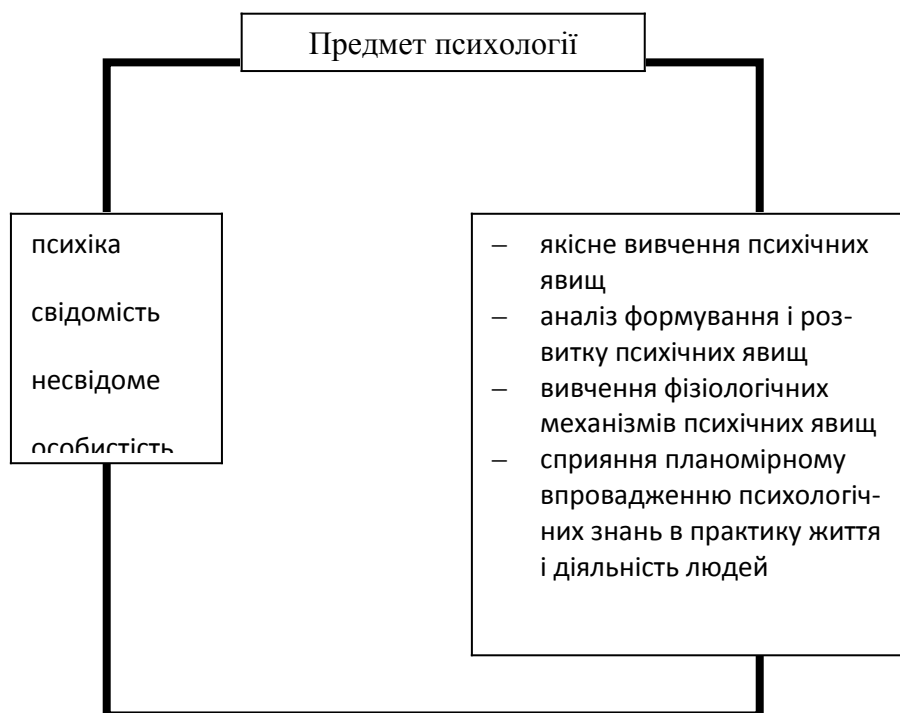 Предмет психології
психіка
свідомість
несвідоме
особистість
– якісне вивчення психічних
явищ
– аналіз формування і роз-
витку психічних явищ
– вивчення фізіологічних
механізмів психічних явищ
– сприяння планомірному
впровадженню психологіч-
них знань в практику життя
і діяльність людей